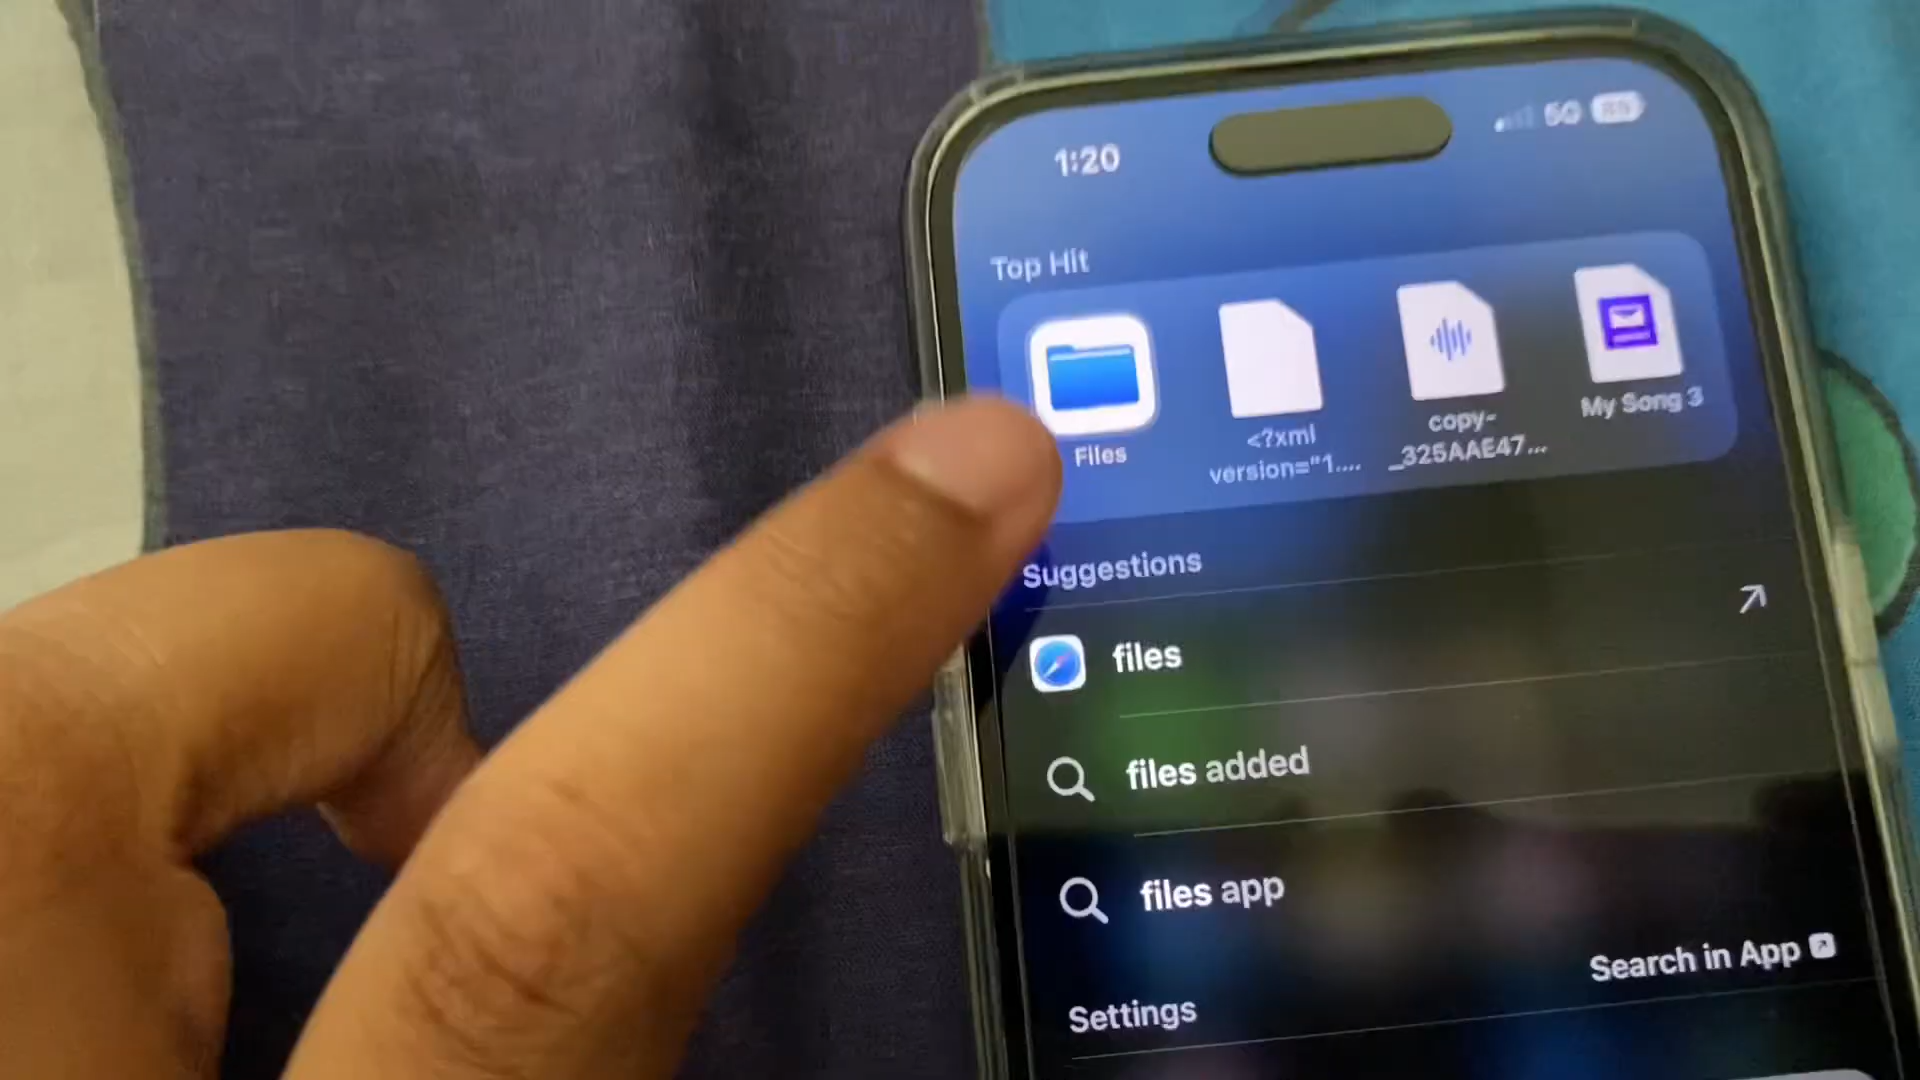 1:20
5G
Top Hit
Files
<?xml
version="1....
copy-
_325AAE47...
My Song 3
Suggestions
files
files added
files app
Search in App
Settings